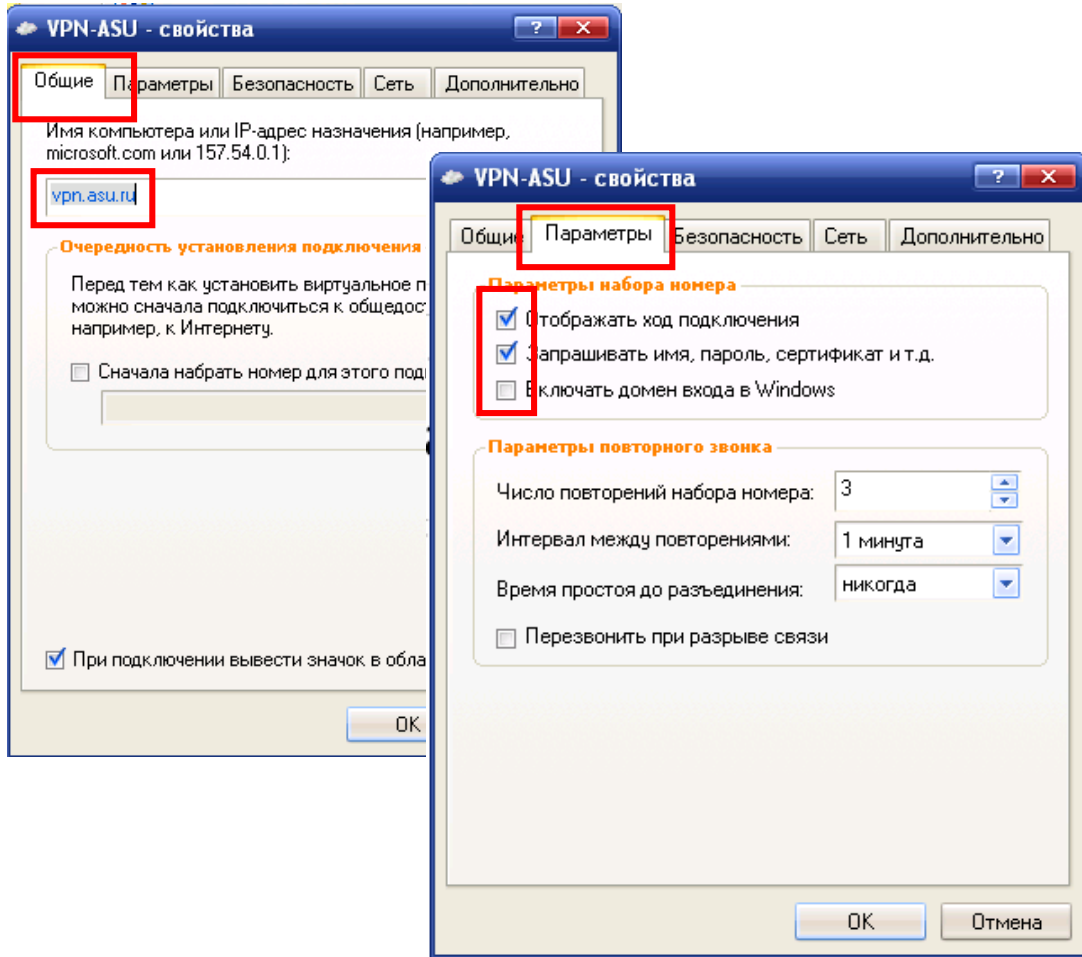 VPN-ASU - свойства
Общие Параметры Безопасность Сеть Дополнительно
Имя компьютера или IP-адрес назначения (например,
microsoft.com или 157.54.0.1):
vpn.asu.ru
Очередность установления подключения
Перед тем как установить виртуальное
можно сначала подключиться к
например, к Интернету.
Сначала набрать номер для этого
При подключении вывести значок в
OK
VPN-ASU - свойства
Общие Параметры Безопасность Сеть Дополнительно
Параметры набора номера
Отображать ход подключения
Запрашивать имя, пароль, сертификат и т.д.
Включать домен входа в Windows
Параметры повторного звонка
Число повторений набора номера: 3
Интервал между повторениями: 1 минута
Время простоя до разъединения: никогда
Перезвонить при разрыве связи
OK Отмена